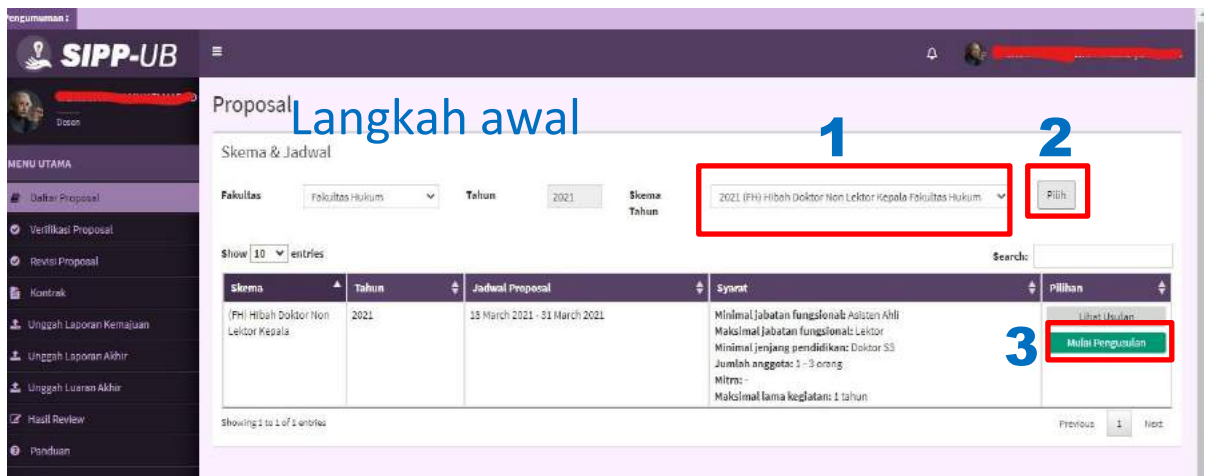 Pengumuman :
SIPP-UB
Dosen
Proposal
Langkah awal
Skema & Jadwal
1
2
MENU UTAMA
Daftar Proposal
Verifikasi Proposal
Revisi Proposal
Kontrak
Unggah Laporan Kemajuan
Unggah Laporan Akhir
Unggah Luaran Akhir
Hasil Review
Panduan
Fakultas
Fakultas Hukum
Tahun
2021
Skema
Tahun
2021 (FH) Hibah Doktor Non Lektor Kepala Fakultas Hukum
Pilih
Show 10 entries
Search:
Skema Tahun Jadwal Proposal Syarat Pilihan
(FH) Hibah Doktor Non
Lektor Kepala
2021
18 March 2021 - 31 March 2021
Minimal jabatan fungsional: Asisten Ahli
Maksimal jabatan fungsional: Lektor
Minimal jenjang pendidikan: Doktor S3
Jumlah anggota: 1 - 3 orang
Mitra: -
Maksimal lama kegiatan: 1 tahun
Lihat Usulan
3
Mulai Pengusulan
Showing 1 to 1 of 1 entries
Previous 1 Next